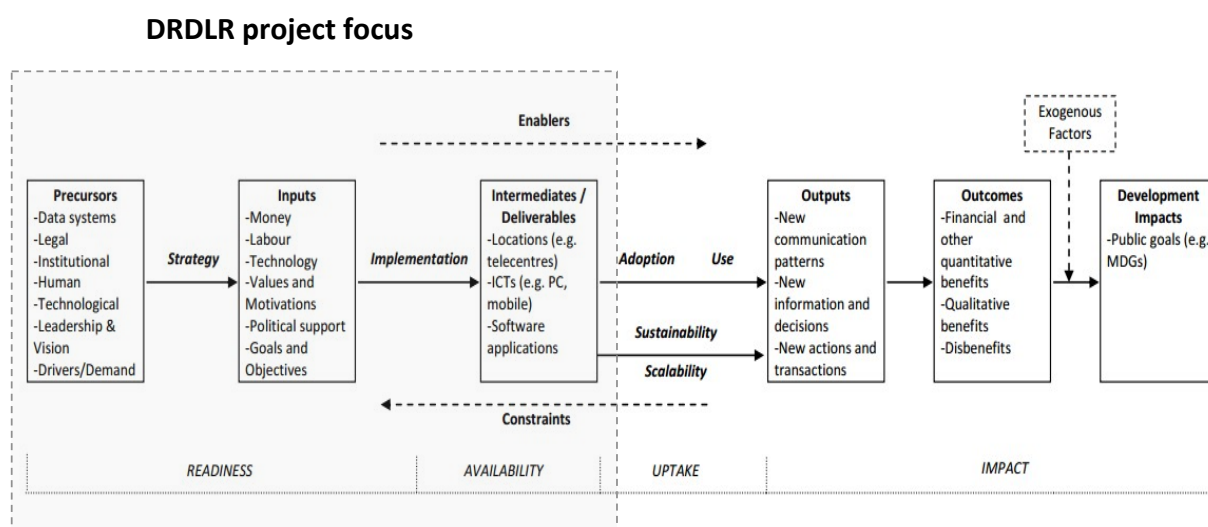 DRDLR project focus
Enablers
Exogenous
Factors
Precursors
-Data systems
-Legal
-Institutional
-Human
-Technological
-Leadership &
Vision
-Drivers/Demand
Strategy
Inputs
-Money
-Labour
-Technology
-Values and
Motivations
-Political support
-Goals and
Objectives
Implementation
Intermediates /
Deliverables
-Locations (e.g.
telecentres)
-ICTs (e.g. PC,
mobile)
-Software
applications
Adoption Use
Sustainability
Scalability
Outputs
-New
communication
patterns
-New
information and
decisions
-New actions and
transactions
Outcomes
-Financial and
other
quantitative
benefits
-Qualitative
benefits
-Disbenefits
Development
Impacts
-Public goals (e.g.
MDGs)
Constraints
READINESS AVAILABILITY UPTAKE IMPACT